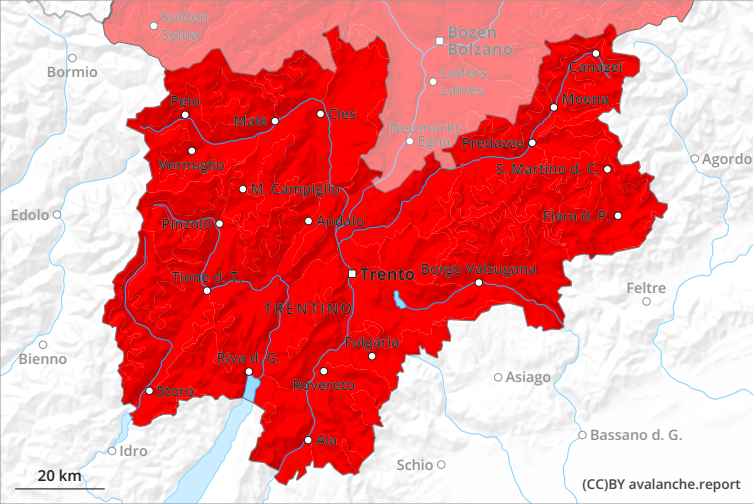 Sulden
Solda
Bozen
Bolzano
Bormio
Canazei
Leifers
Laives
Peio
Moena
Malé
Cles
Neumarkt
Egna
Predazzo
Vermiglio
Agordo
S. Martino d. C.
M. Campiglio
Edolo
Fiera d. P.
Pinzolo
Andalo
Trento
Borgo Valsugana
Tione d. T.
Feltre
TRENTINO
Folgaria
Bienno
Riva d. G.
Asiago
Rovereto
Storo
Bassano d. G.
Ala
Idro
Schio
20 km
(CC)BY avalanche.report